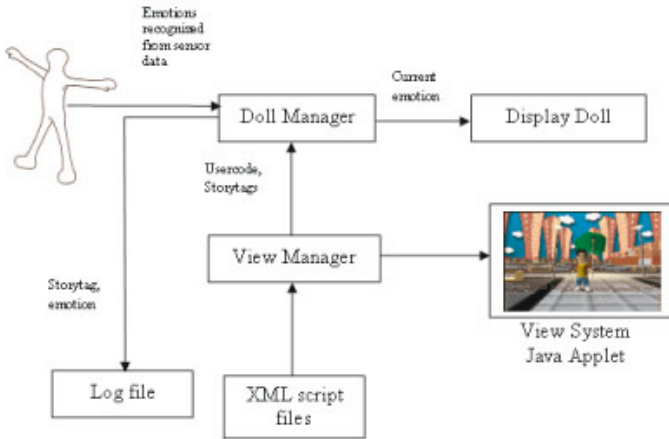 Emotions
recognized
from sensor
data
Current
emotion
Doll Manager
Display Doll
Usercode,
Storytags
View Manager
Storytag,
emotion
View System
Java Applet
Log file
XML script
files